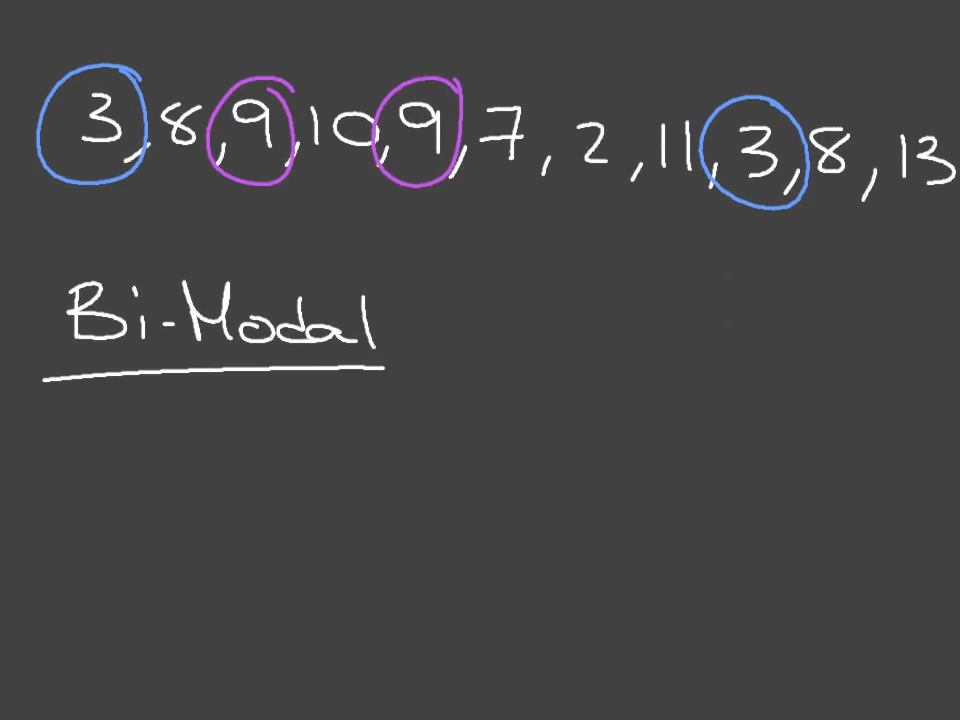 3, 8, 9, 10, 9, 7, 2, 11, 3, 8, 13
Bi-Modal